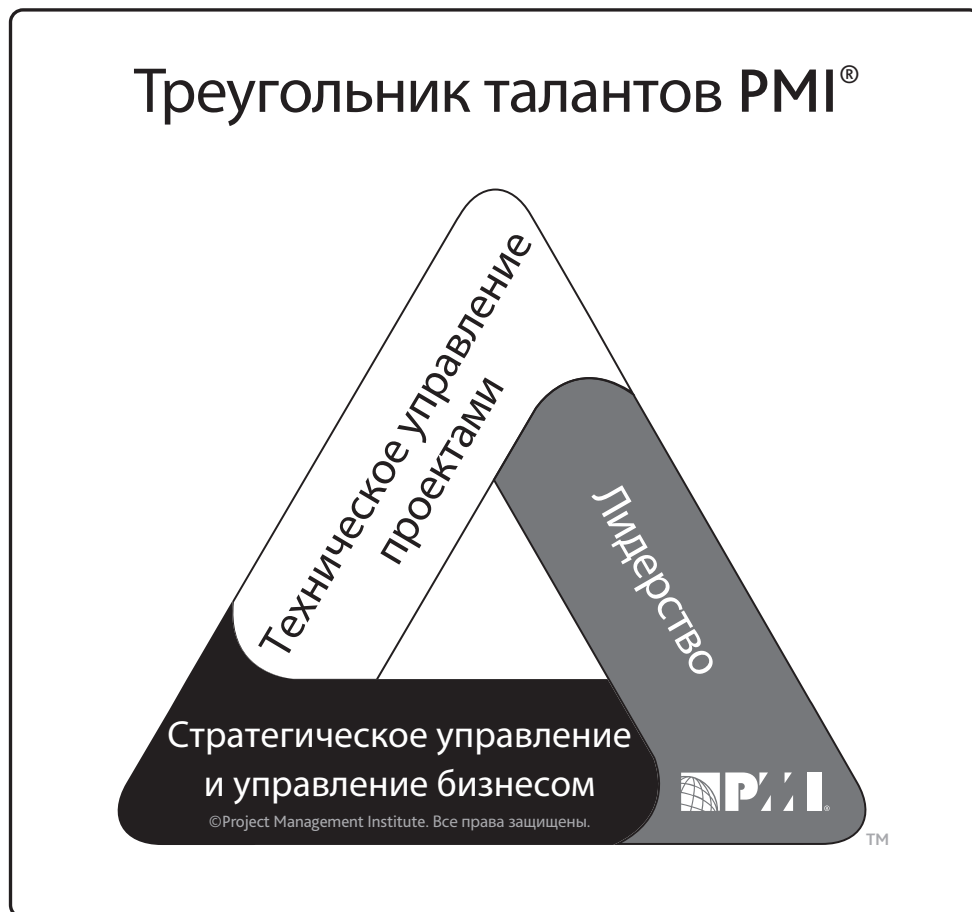 Треугольник талантов PMI®
Техническое управление
проектами
Лидерство
Стратегическое управление
и управление бизнесом
©Project Management Institute. Все права защищены.
PMI®
TM